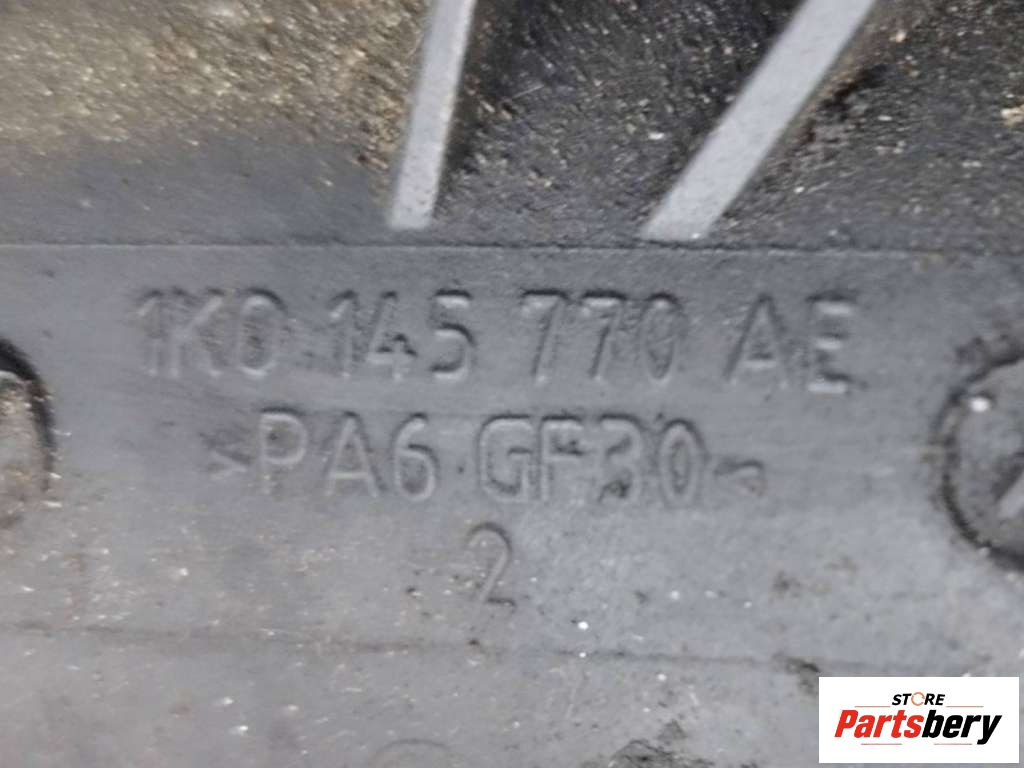 1K0 145 770 AE
>PA6 GF30<
2
STORE
Partsbery